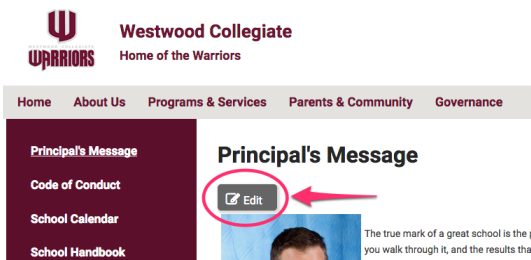 Westwood Collegiate
WESTWOOD COLLEGIATE
WARRIORS
Home of the Warriors
Home About Us Programs & Services Parents & Community Governance
Principal's Message
Code of Conduct
School Calendar
School Handbook
Principal's Message
Edit
The true mark of a great school is the
you walk through it, and the results tha